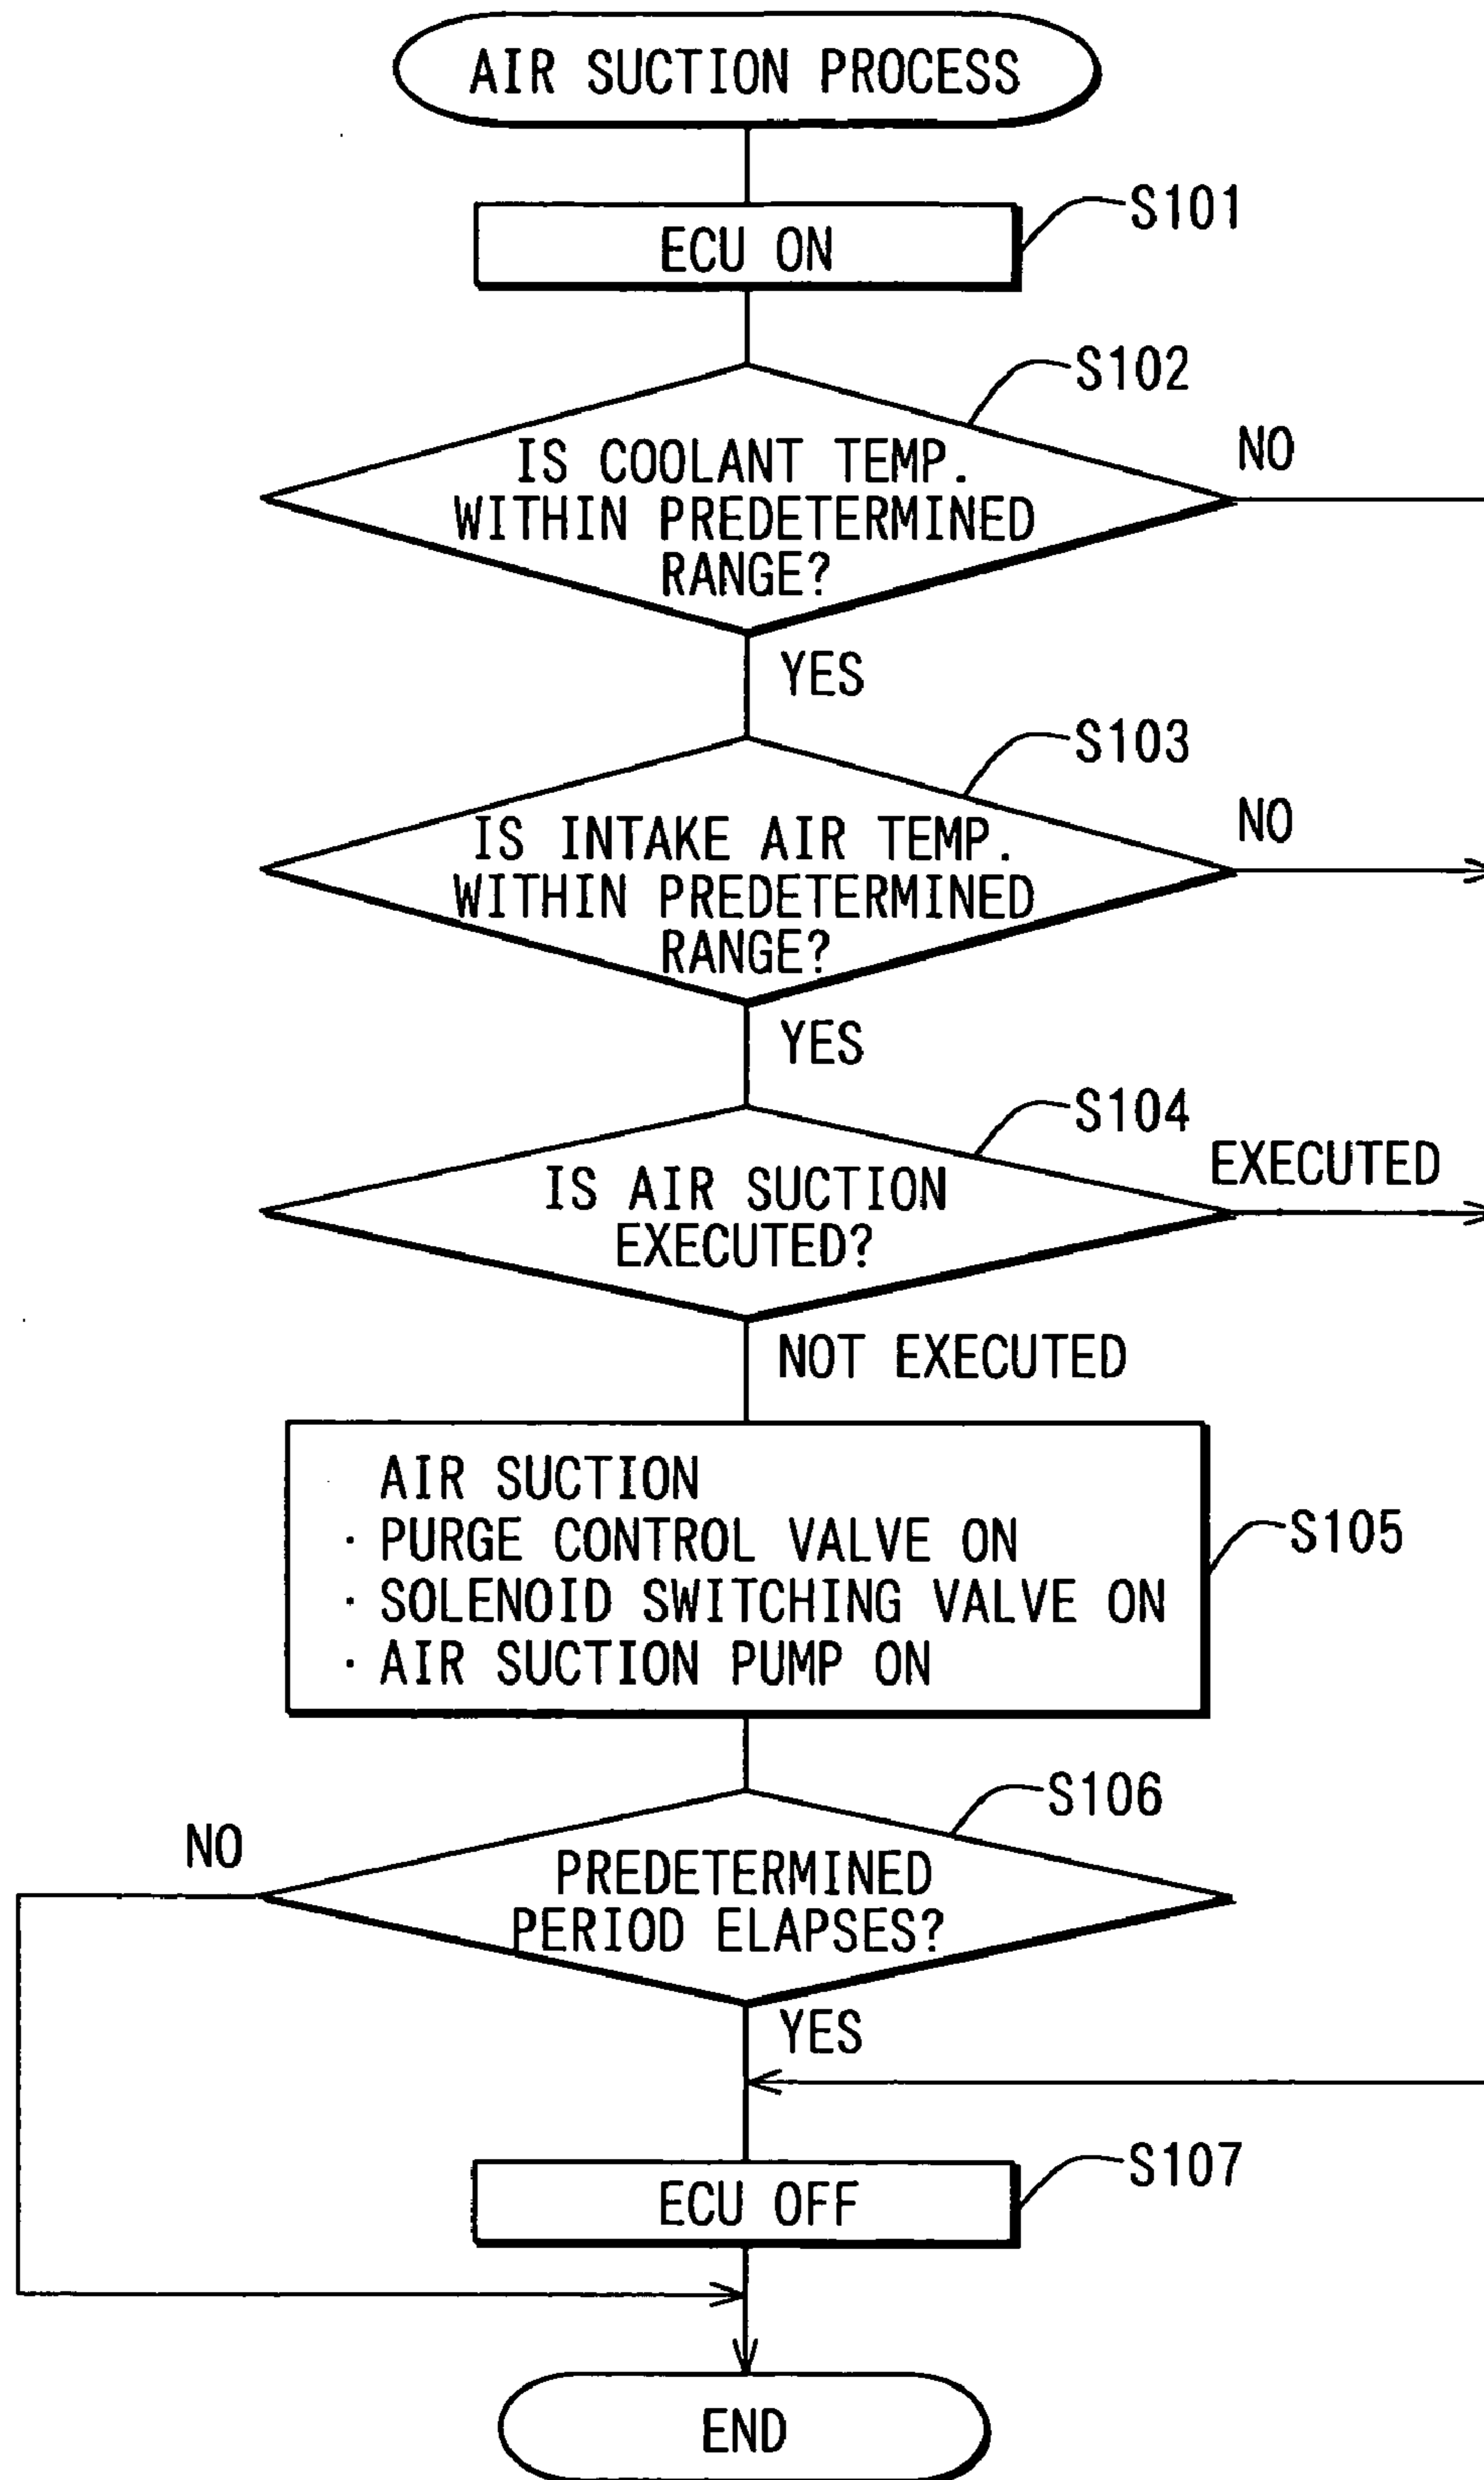 AIR SUCTION PROCESS
ECU ON
S101
S102
IS COOLANT TEMP.
WITHIN PREDETERMINED
RANGE?
NO
YES
S103
IS INTAKE AIR TEMP.
WITHIN PREDETERMINED
RANGE?
NO
YES
S104
IS AIR SUCTION
EXECUTED?
EXECUTED
NOT EXECUTED
AIR SUCTION
· PURGE CONTROL VALVE ON
· SOLENOID SWITCHING VALVE ON
· AIR SUCTION PUMP ON
S105
S106
NO
PREDETERMINED
PERIOD ELAPSES?
YES
ECU OFF
S107
END